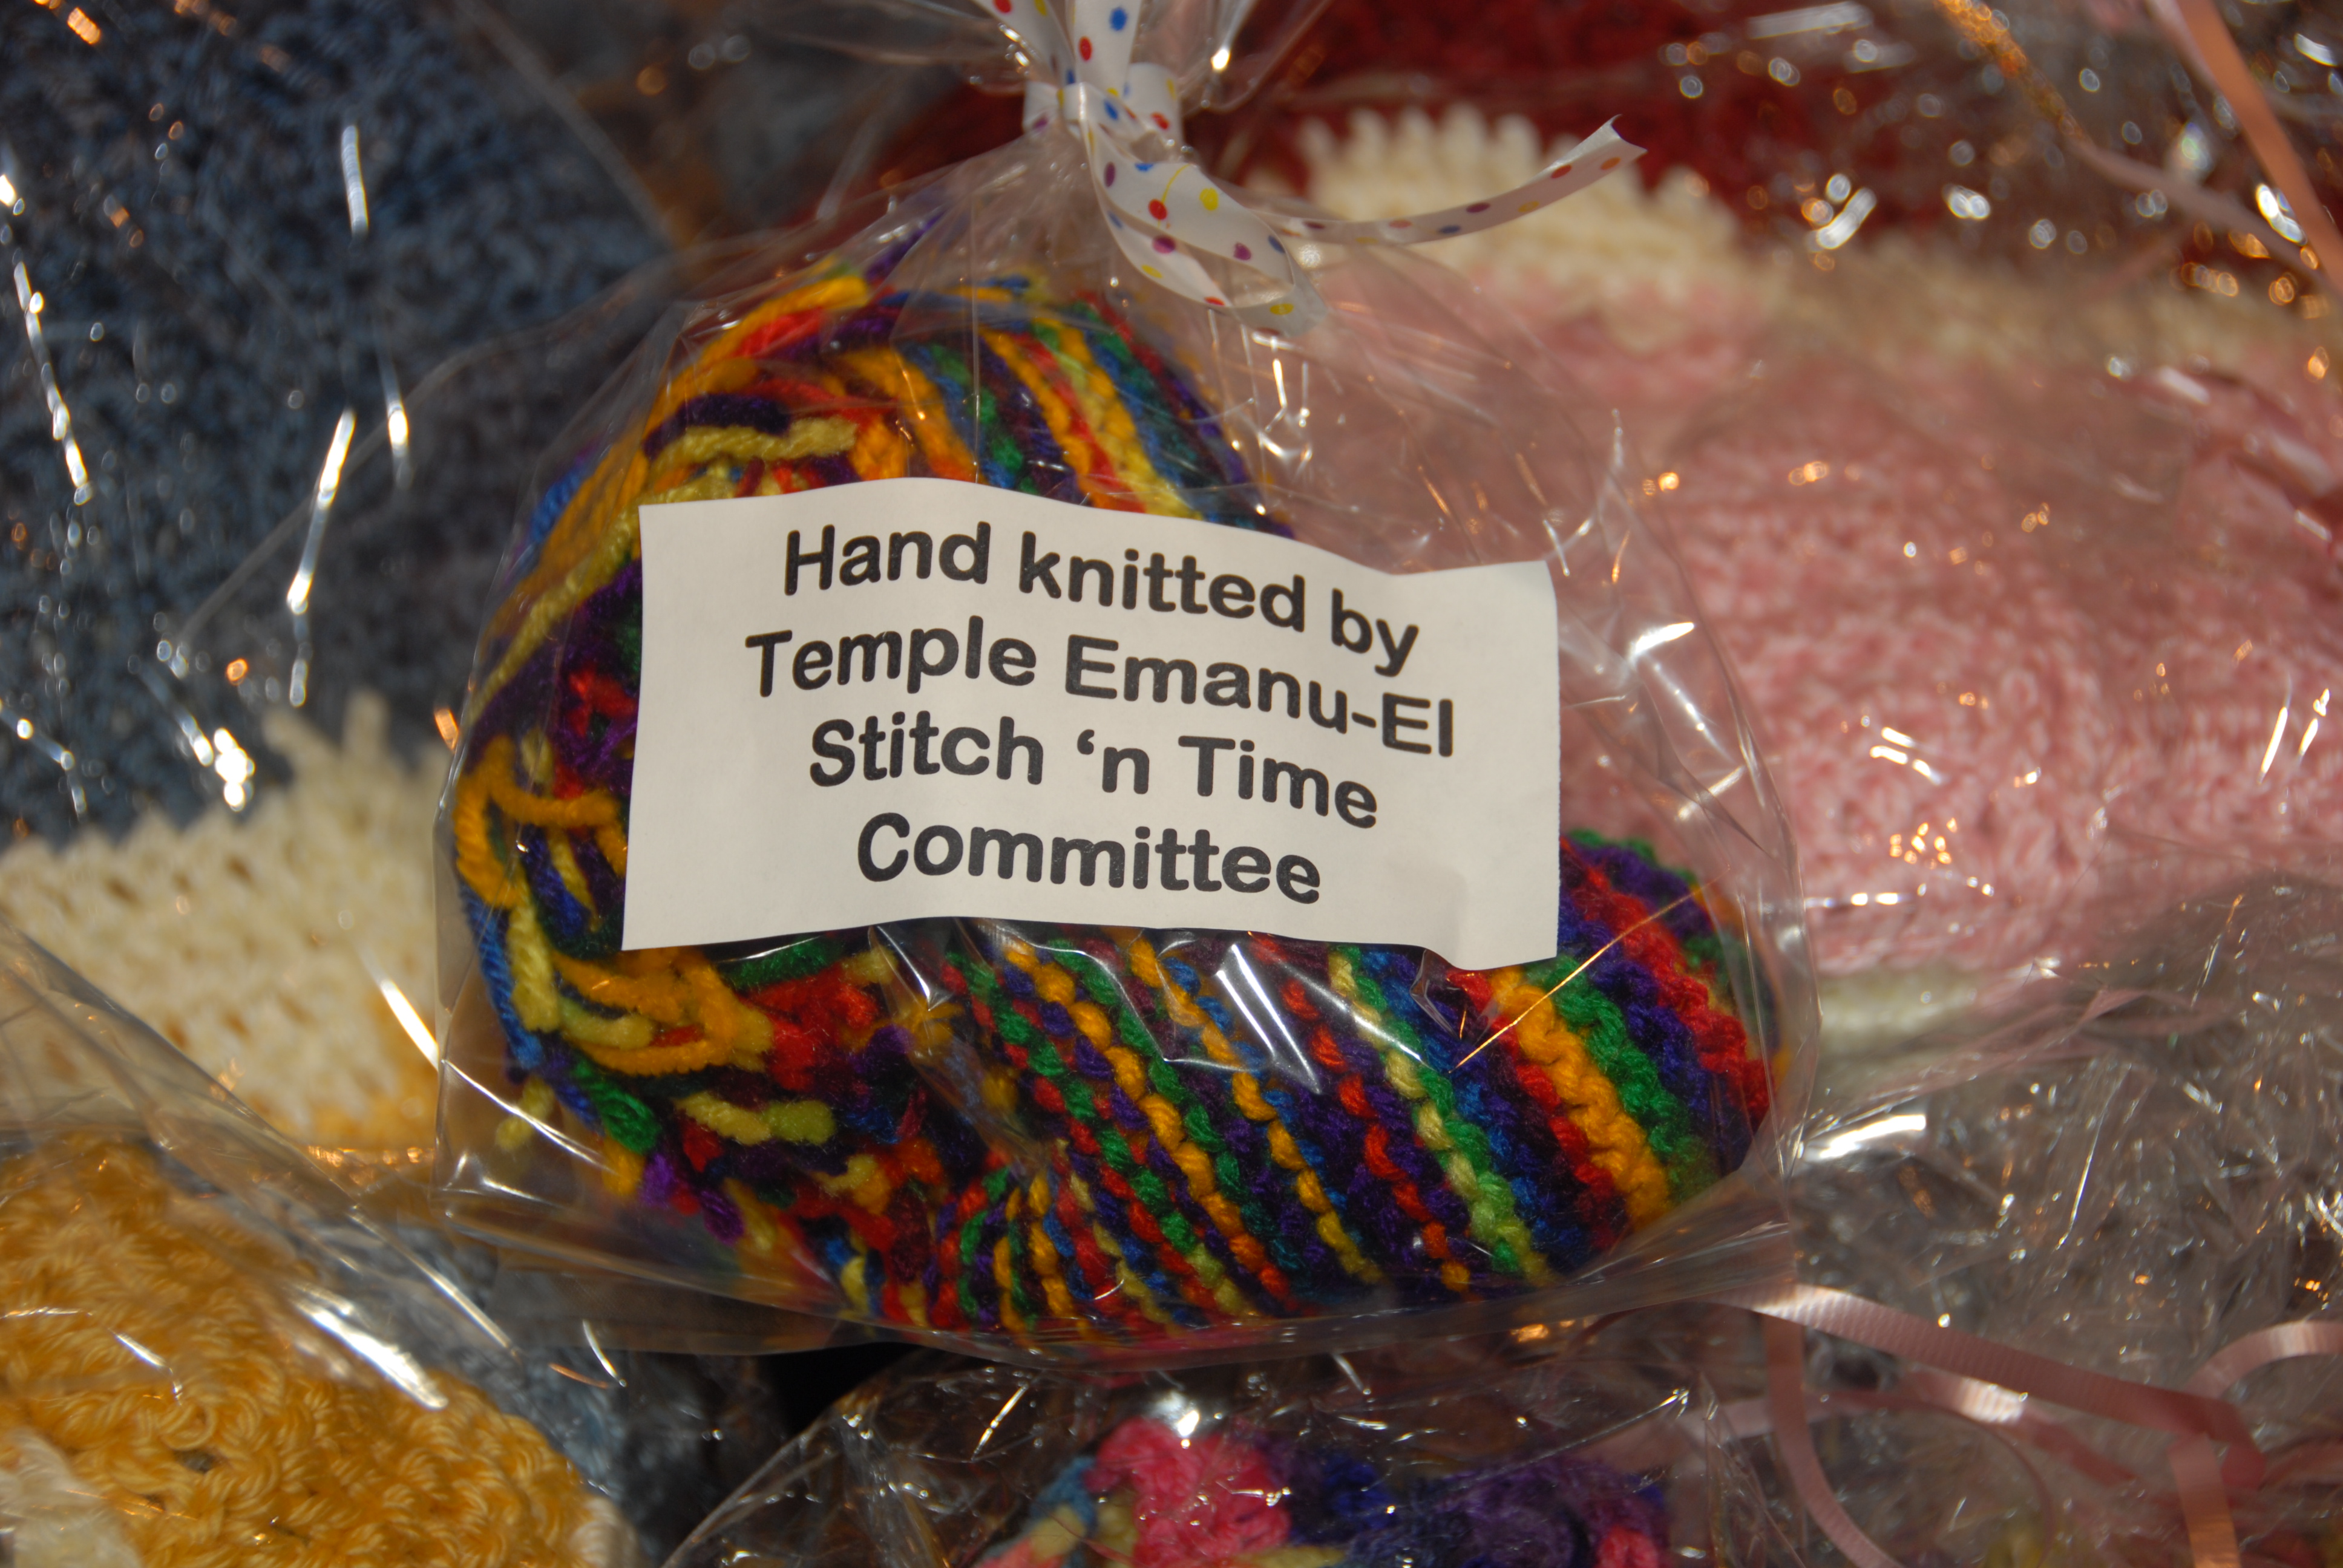 Hand knitted by
Temple Emanu-El
Stitch ‘n Time
Committee